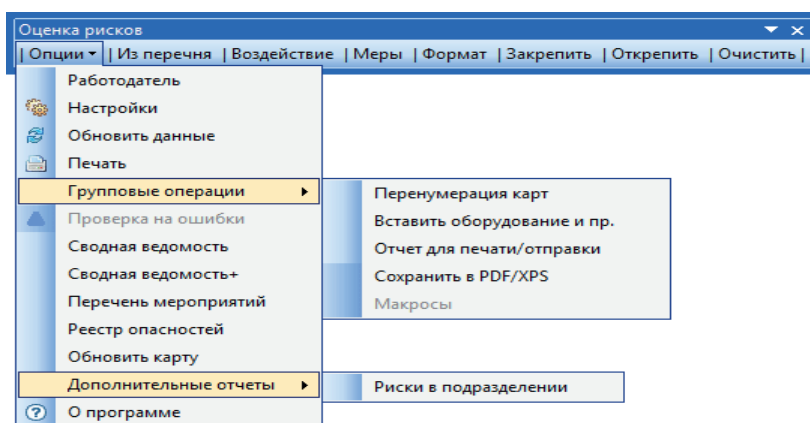 Оценка рисков
| Опции | Из перечня | Воздействие | Меры | Формат | Закрепить | Открепить | Очистить |
Работодатель
Настройки
Обновить данные
Печать
Групповые операции
Перенумерация карт
Проверка на ошибки
Вставить оборудование и пр.
Сводная ведомость
Отчет для печати/отправки
Сводная ведомость+
Сохранить в PDF/XPS
Перечень мероприятий
Макросы
Реестр опасностей
Обновить карту
Дополнительные отчеты
Риски в подразделении
О программе